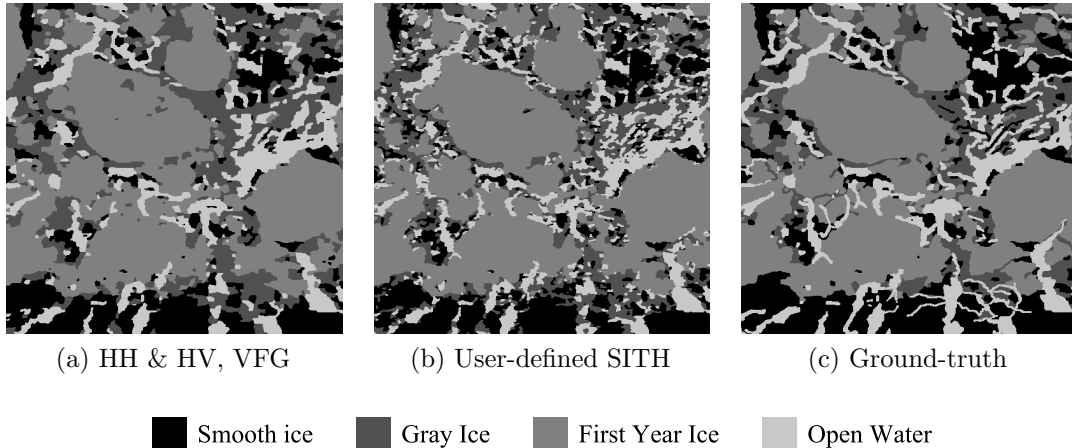 (a) HH & HV, VFG
(b) User-defined SITH
(c) Ground-truth
Smooth ice
Gray Ice
First Year Ice
Open Water